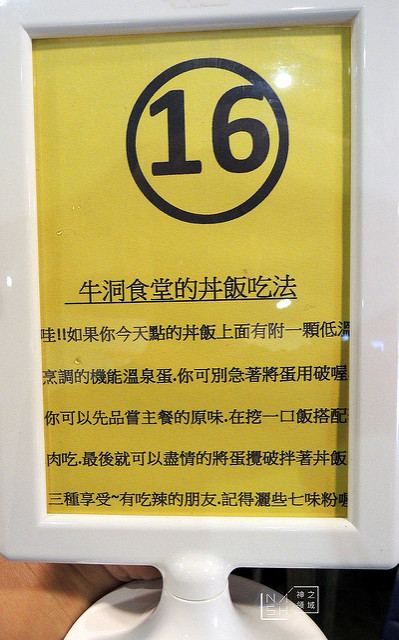 16
牛洞食堂的丼飯吃法
哇!!如果你今天點的丼飯上面有附一顆低溫
烹調的機能溫泉蛋.你可別急著將蛋用破喔
你可以先品嘗主餐的原味.在挖一口飯搭配
肉吃.最後就可以盡情的將蛋攪破拌著丼飯
三種享受~有吃辣的朋友.記得灑些七味粉喔
神之領域